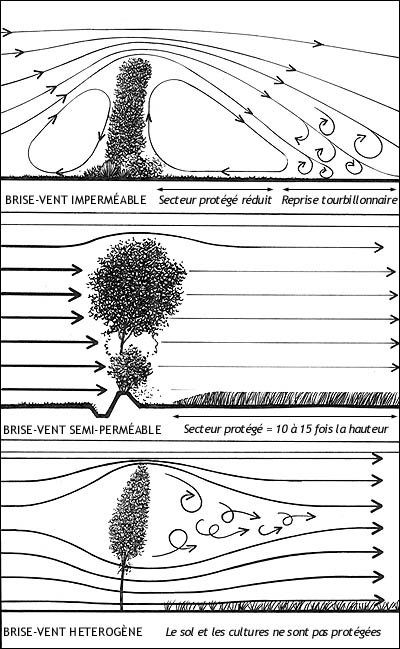 BRISE-VENT IMPERMÉABLE Secteur protégé réduit Reprise tourbillonnaire
BRISE-VENT SEMI-PERMÉABLE Secteur protégé = 10 à 15 fois la hauteur
BRISE-VENT HETEROGÈNE Le sol et les cultures ne sont pas protégées